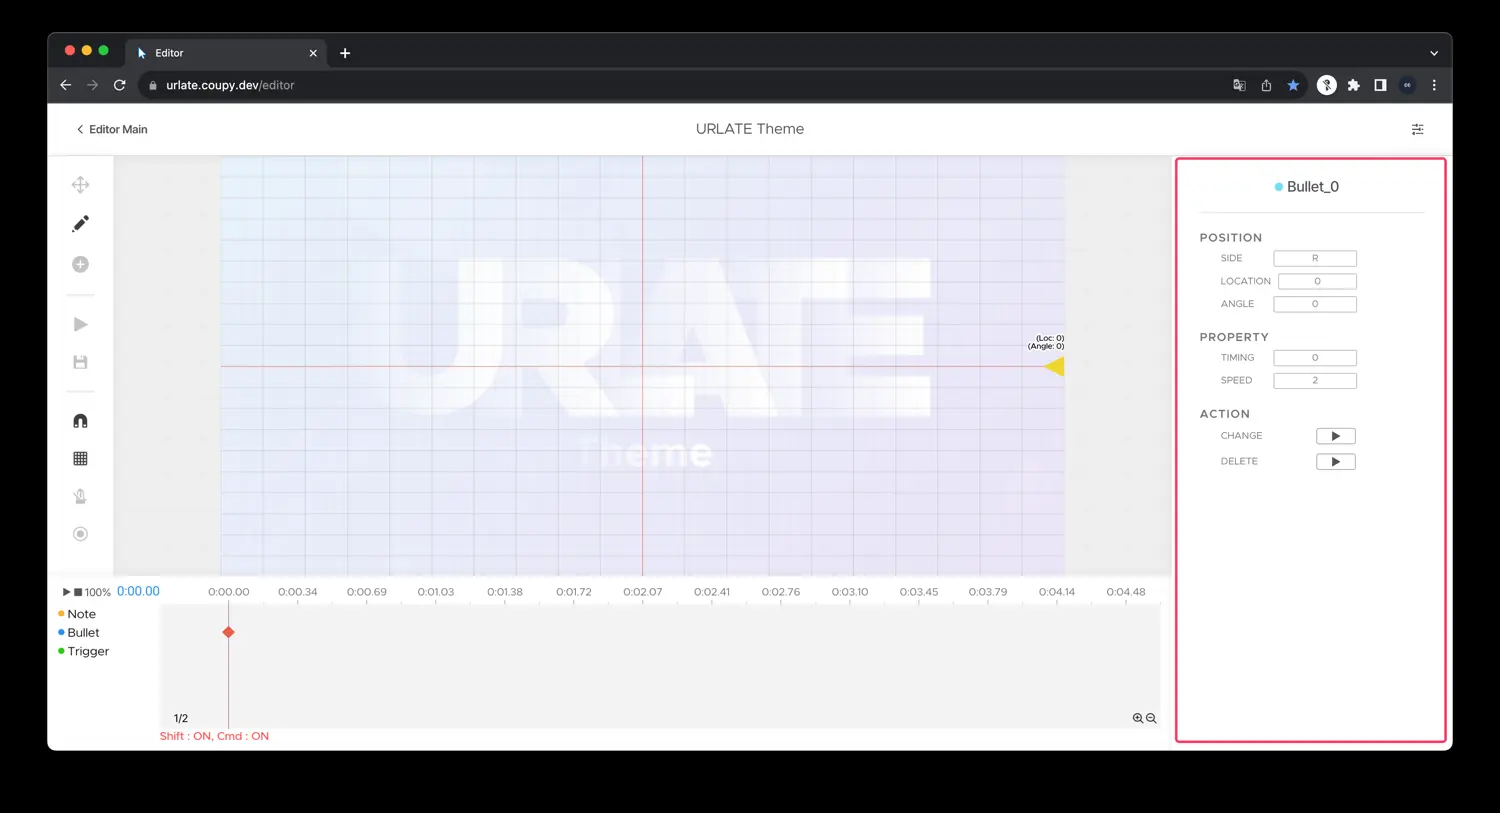 Editor
urlate.coupy.dev/editor
Editor Main
URLATE Theme
URLATE
Theme
(Loc: 0)
(Angle: 0)
Bullet_0
POSITION
SIDE R
LOCATION 0
ANGLE 0
PROPERTY
TIMING 0
SPEED 2
ACTION
CHANGE
DELETE
100% 0:00.00 0:00.00 0:00.34 0:00.69 0:01.03 0:01.38 0:01.72 0:02.07 0:02.41 0:02.76 0:03.10 0:03.45 0:03.79 0:04.14 0:04.48
Note
Bullet
Trigger
1/2
Shift : ON, Cmd : ON